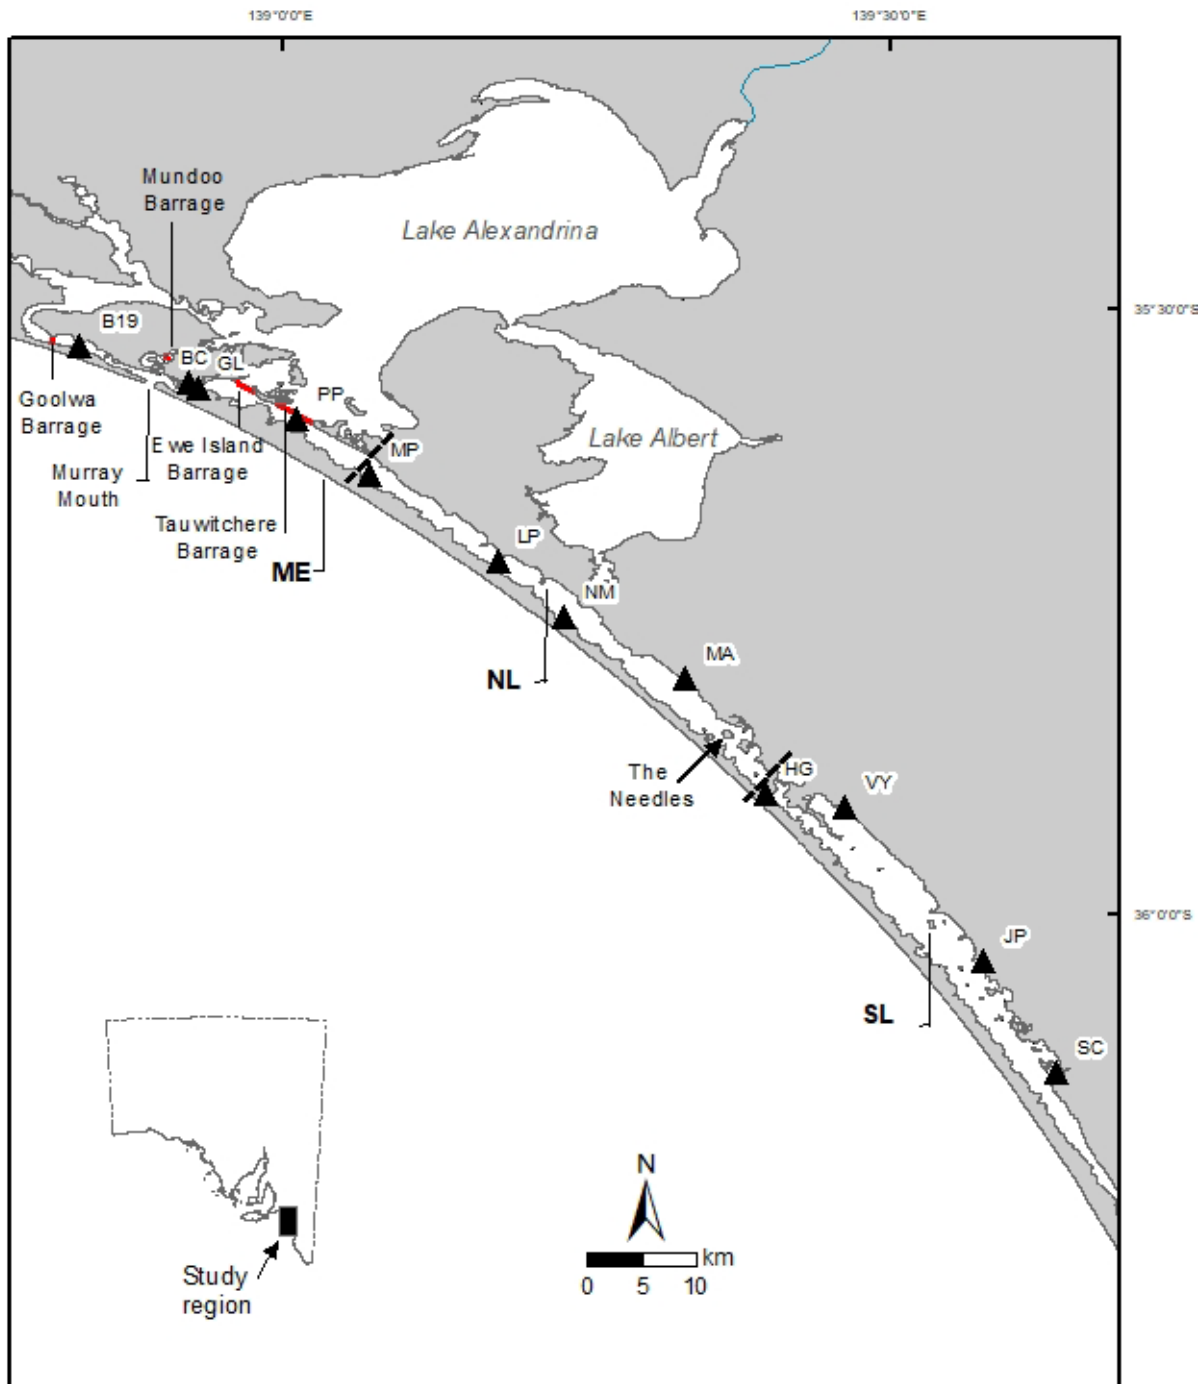 139°0'0"E
139°30'0"E
Mundoo
Barrage
Lake Alexandrina
35°30'0"S
B19
BC
GL
PP
Goolwa
Barrage
Ewe Island
Barrage
Murray
Mouth
MP
Lake Albert
Tauwitchere
Barrage
ME
LP
NM
NL
MA
The
Needles
HG
VY
36°0'0"S
JP
SL
SC
N
km
0 5 10
Study
region